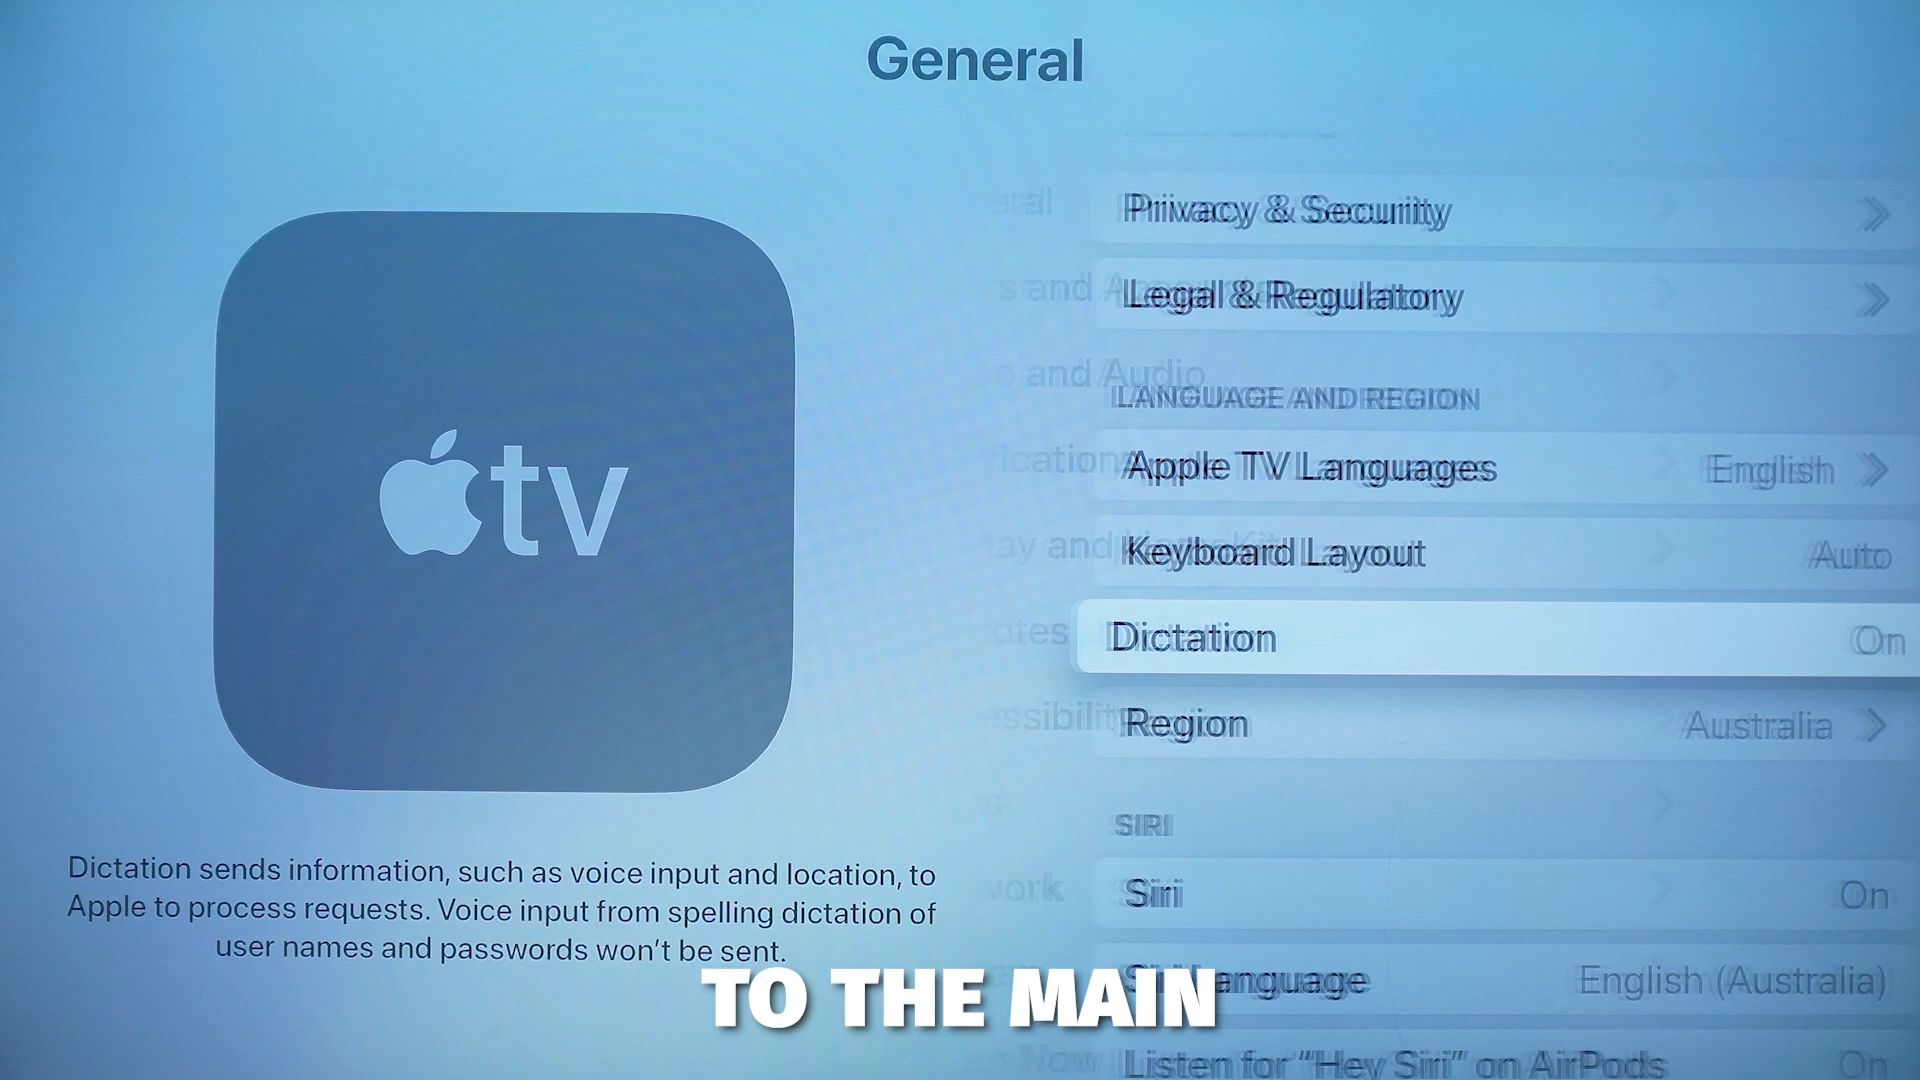 General
Privacy & Security
Legal & Regulatory
LANGUAGE AND REGION
Apple TV Languages English
Keyboard Layout Auto
Dictation On
Region Australia
SIRI
Siri On
Siri Language English (Australia)
Listen for “Hey Siri” on AirPods On
tv
Dictation sends information, such as voice input and location, to
Apple to process requests. Voice input from spelling dictation of
user names and passwords won’t be sent.
TO THE MAIN